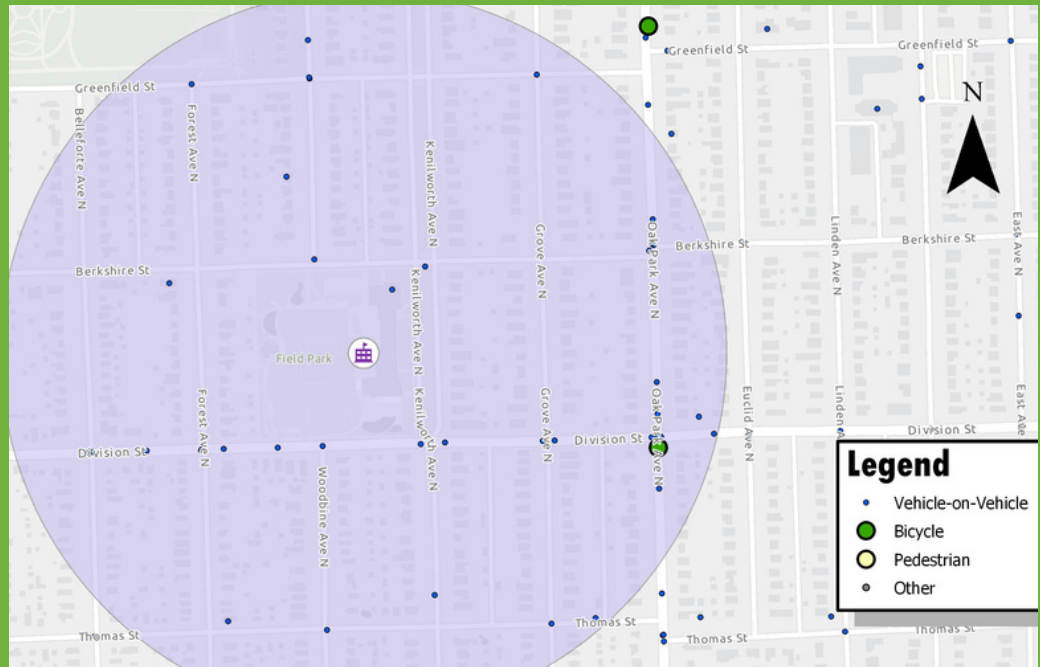 Greenfield St
Greenfield St
Greenfield St
N
Belleforte Ave N
Forest Ave N
Kenilworth Ave N
Grove Ave N
Oak Park Ave N
Linden Ave N
East Ave N
Berkshire St
Berkshire St
Berkshire St
Kenilworth Ave N
Field Park
Forest Ave N
Kenilworth Ave N
Grove Ave N
Oak Park Ave N
Euclid Ave N
Linden A
East Ave
Division St
Division St
Division St
Woodbine Ave N
Legend
Vehicle-on-Vehicle
Bicycle
Pedestrian
Other
Thomas St
Thomas St
Thomas St
Thomas St